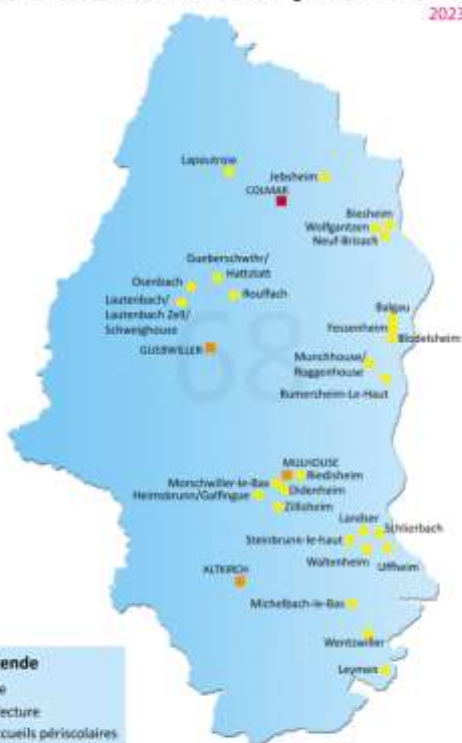 2023
Lapoutroie
Jebsheim
COLMAR
Biesheim
Wolfgantzen
Neuf-Brisach
Gueberschwihr/
Hattstatt
Osenbach
Rouffach
Lautenbach/
Lautenbach Zell/
Schweighouse
Balgau
Fessenheim
Blodelsheim
68
GUEBWILLER
Munchhouse/
Roggenhouse
Rumersheim-Le-Haut
MULHOUSE
Riedisheim
Morschwiller-le-Bas
Didenheim
Heimsbrunn/Galfingue
Zillisheim
Landser
Schlierbach
Steinbrunn-le-haut
Waltenheim
Uffheim
ALTKIRCH
Michelbach-le-Bas
Wentzwiller
Leymen
ende
e
ecture
cueils périscolaires